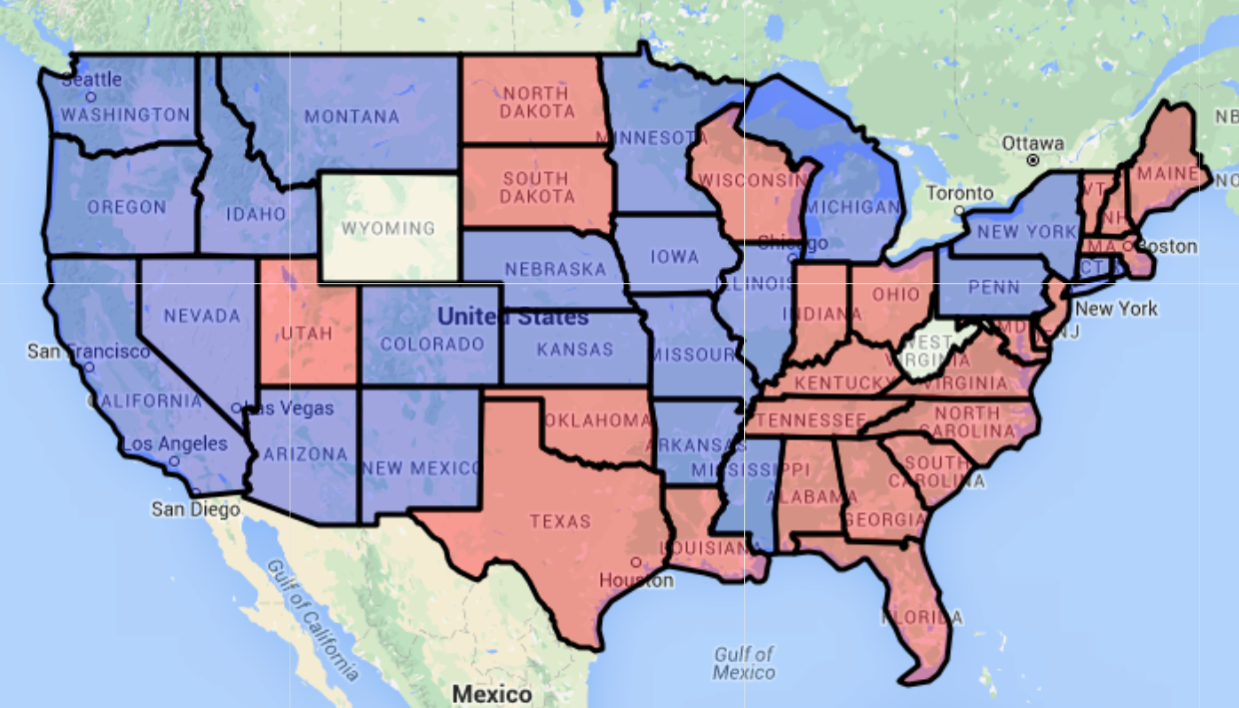 Seattle
WASHINGTON
MONTANA
NORTH
DAKOTA
MINNESOTA
NB
Ottawa
OREGON
IDAHO
WYOMING
SOUTH
DAKOTA
WISCONSIN
MICHIGAN
Toronto
VT
NH
MAINE
NO
NEBRASKA
IOWA
Chicago
NEW YORK
MA
Boston
CT
NEVADA
UTAH
United States
COLORADO
KANSAS
ILLINOIS
INDIANA
OHIO
PENN
New York
San Francisco
MISSOUR
WEST
VIRGINIA
MD
NJ
CALIFORNIA
Las Vegas
KENTUCKY
VIRGINIA
Los Angeles
ARIZONA
NEW MEXICO
OKLAHOMA
ARKANSAS
TENNESSEE
NORTH
CAROLINA
San Diego
MISSISSIPPI
ALABAMA
SOUTH
CAROLINA
TEXAS
GEORGIA
Houston
LOUISIANA
FLORIDA
Gulf of California
Gulf of
Mexico
Mexico